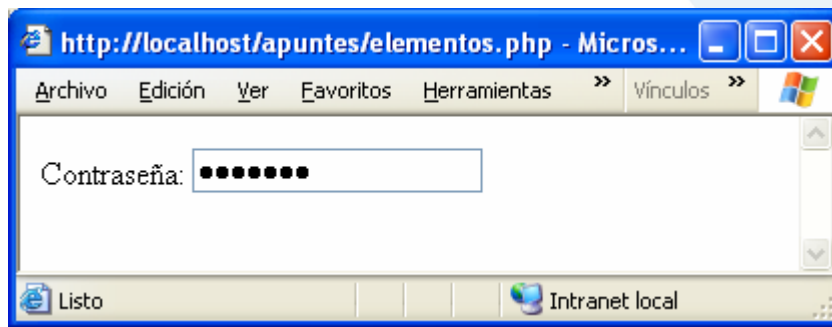 http://localhost/apuntes/elementos.php - Micros...
Archivo Edición Ver Favoritos Herramientas » Vínculos »
Contraseña: ●●●●●●●
Listo Intranet local